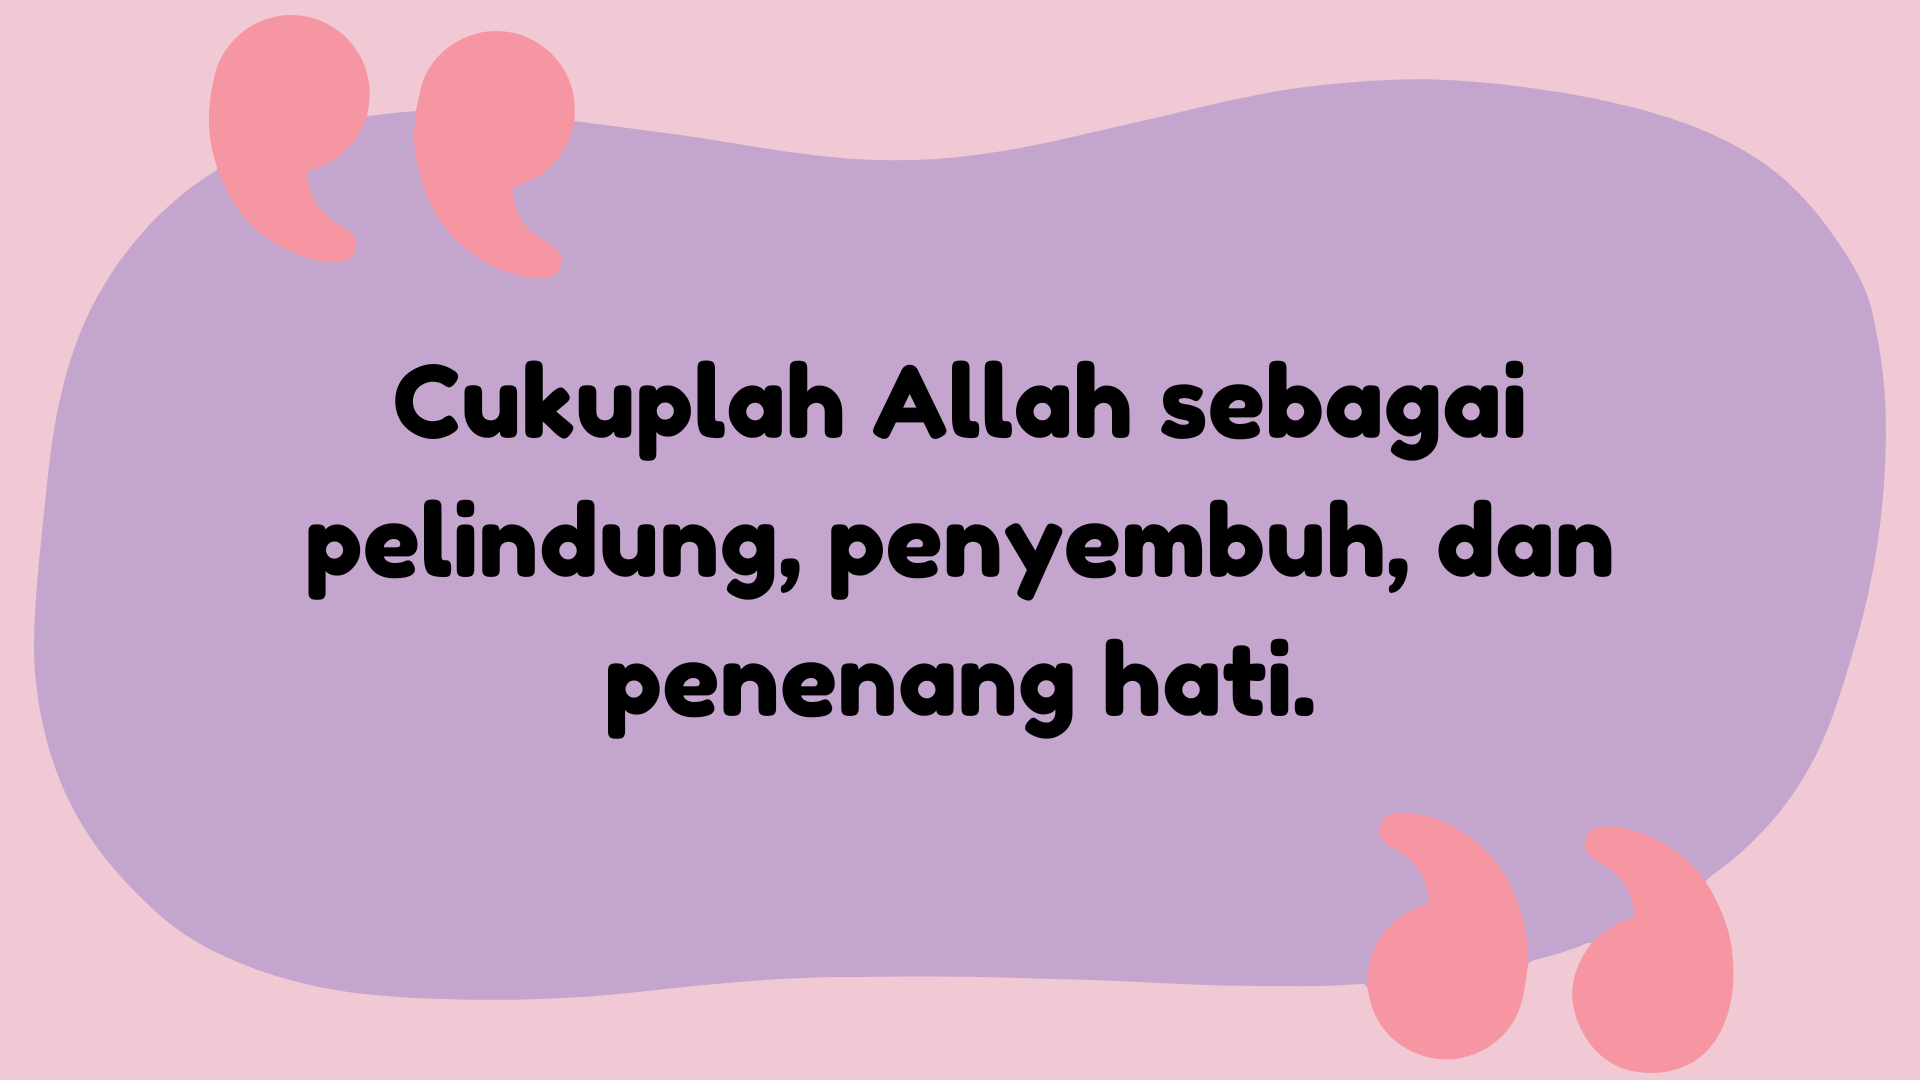 Cukuplah Allah sebagai
pelindung, penyembuh, dan
penenang hati.